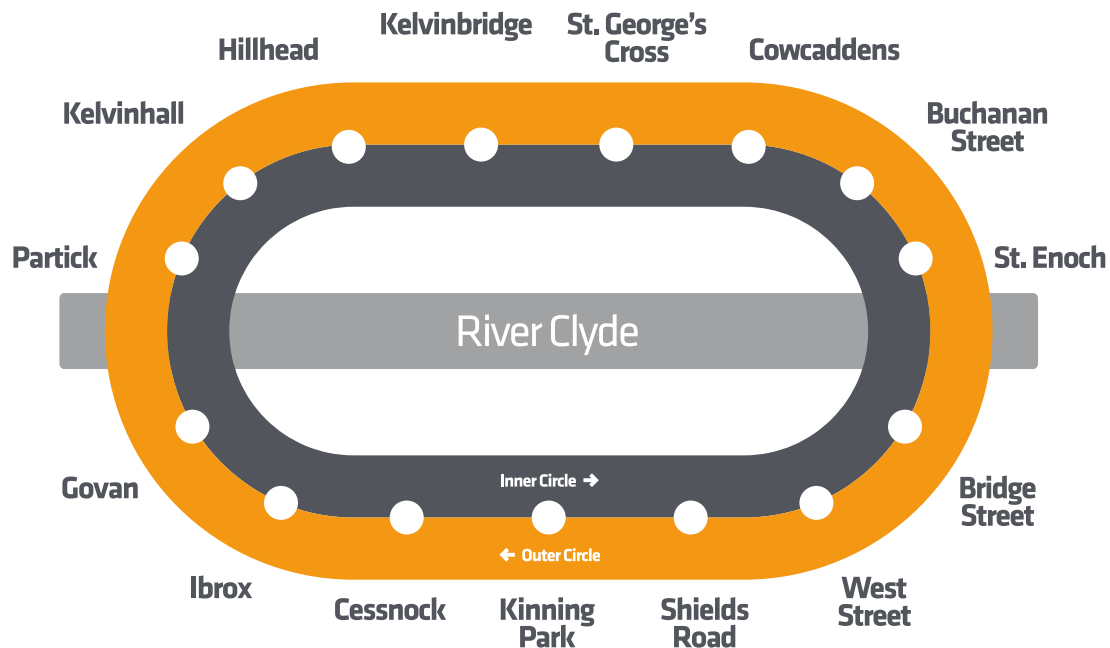 Kelvinbridge
St. George's
Cross
Hillhead
Cowcaddens
Kelvinhall
Buchanan
Street
Partick
St. Enoch
River Clyde
Inner Circle →
Govan
Bridge
Street
← Outer Circle
Ibrox
West
Street
Cessnock
Kinning
Park
Shields
Road